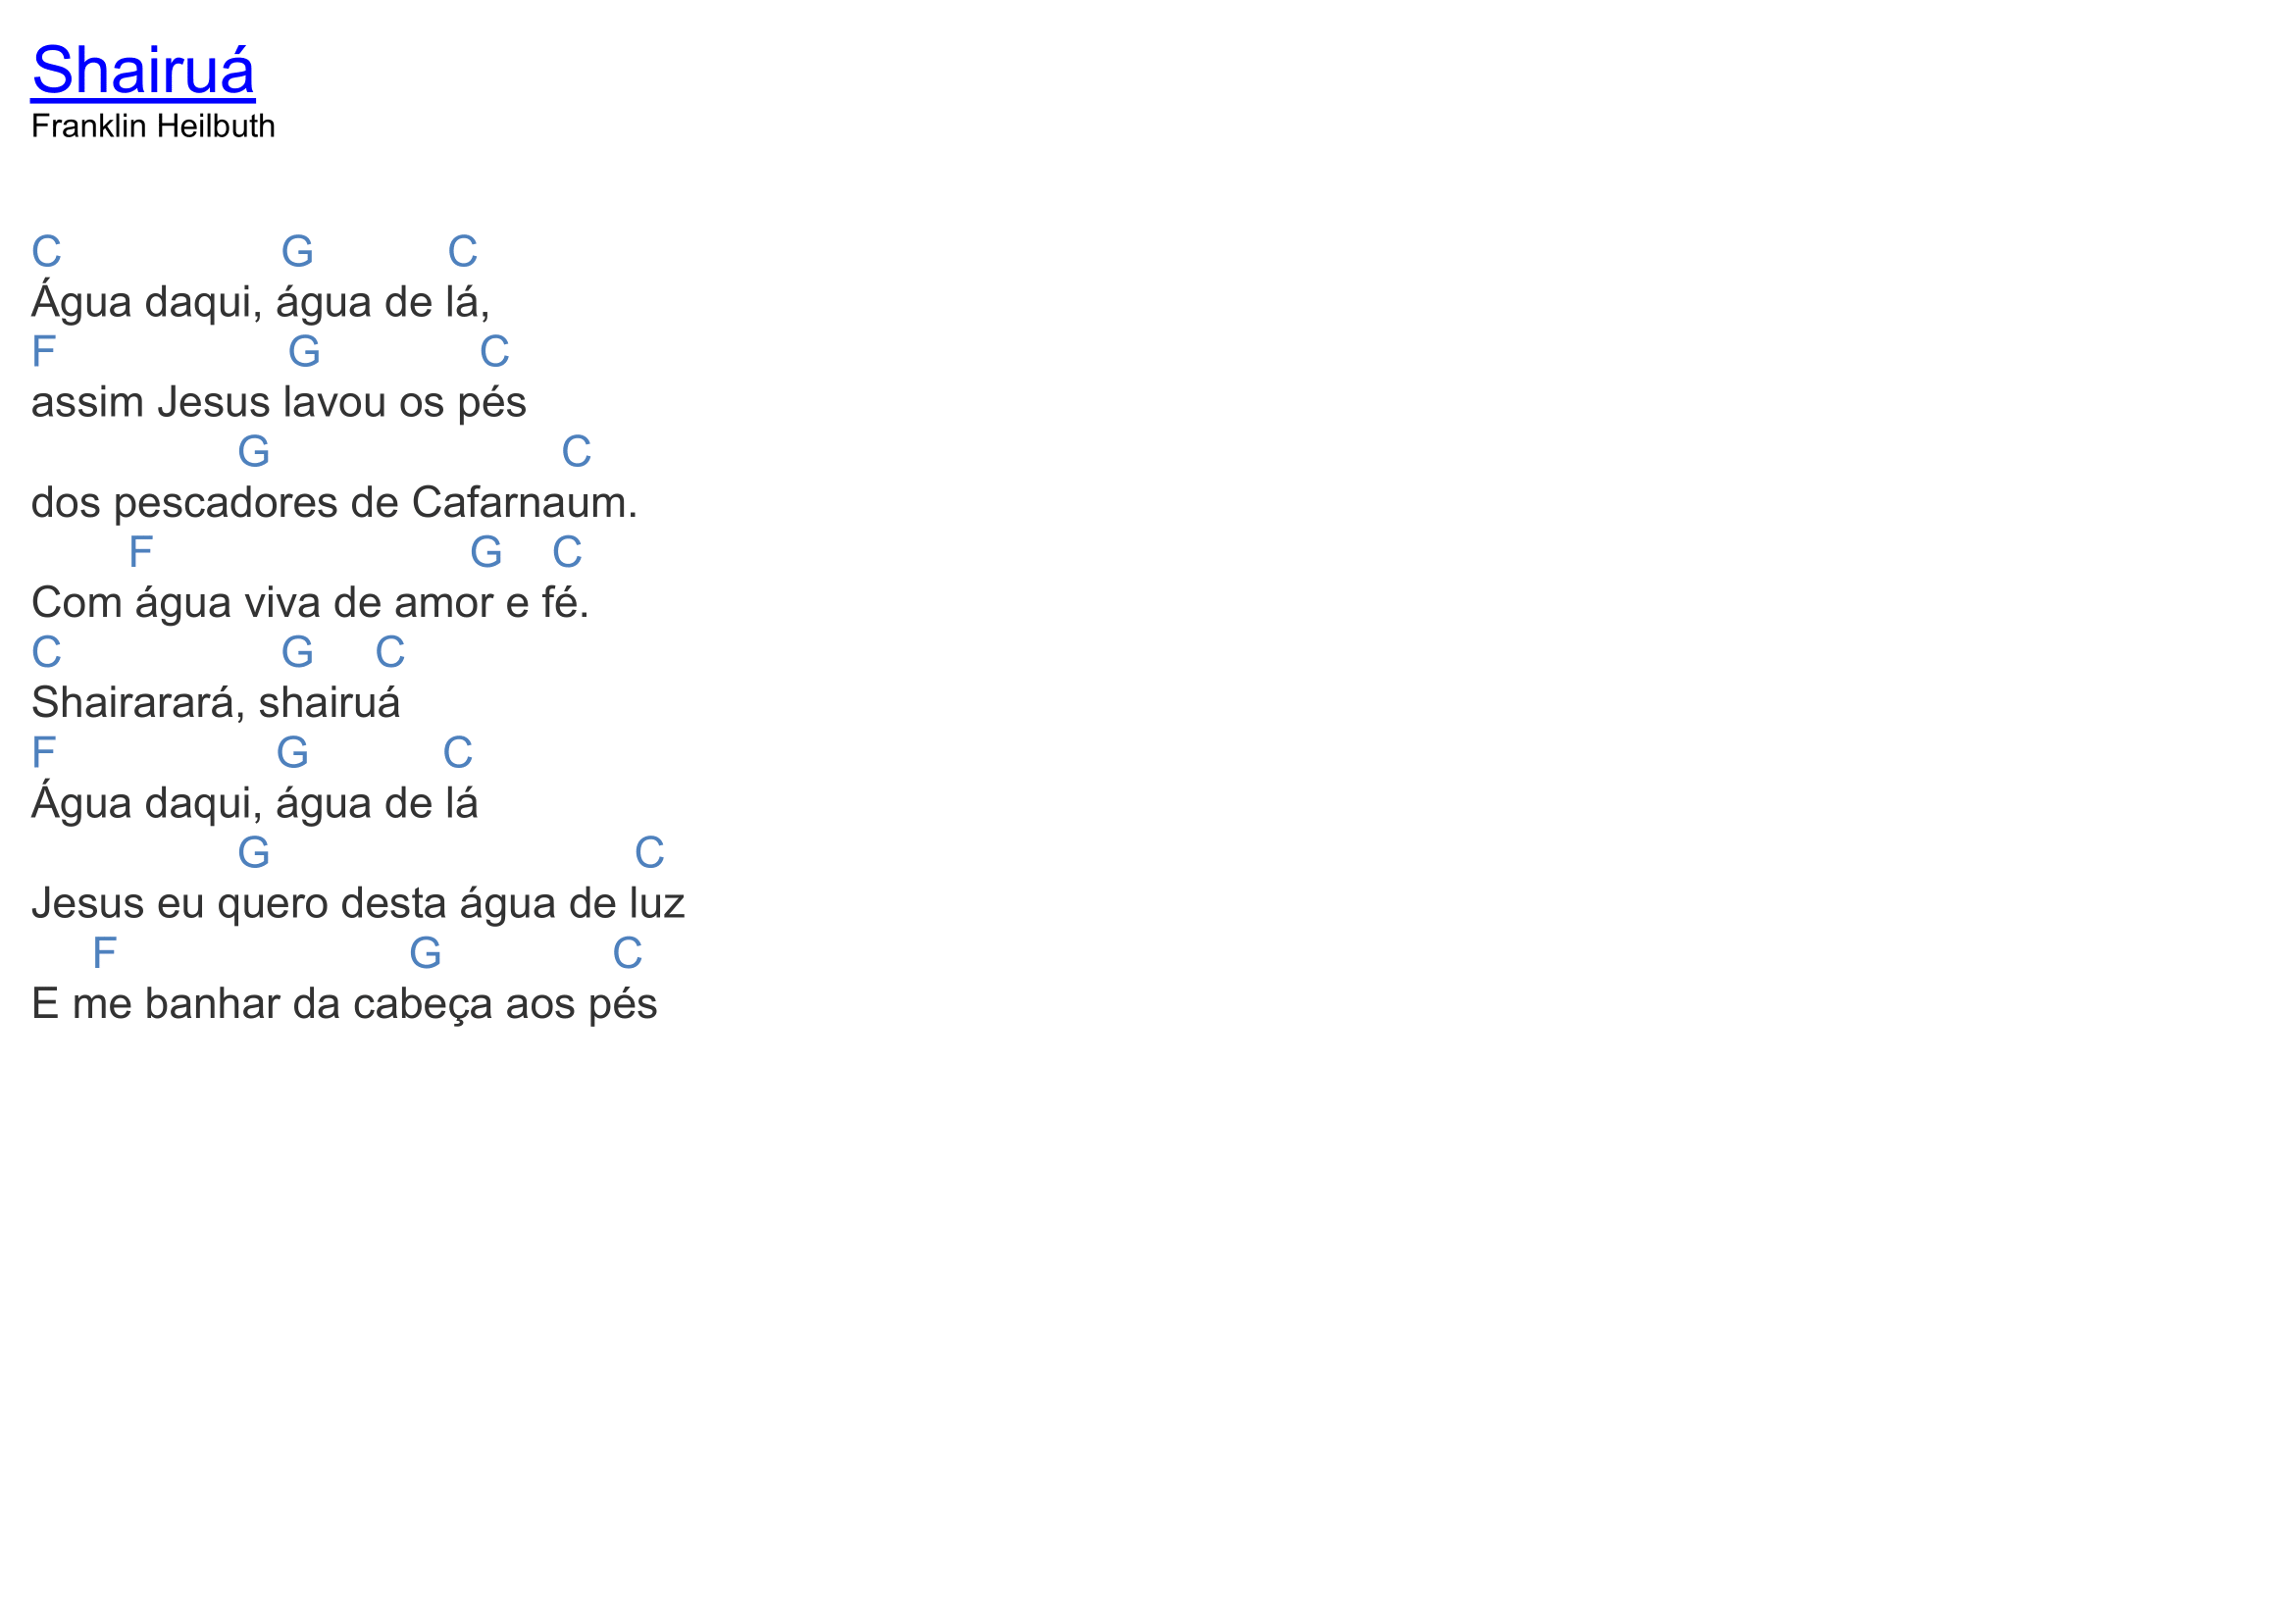 Shairuá
Franklin Heilbuth
C G C
Água daqui, água de lá,
F G C
assim Jesus lavou os pés
G C
dos pescadores de Cafarnaum.
F G C
Com água viva de amor e fé.
C G C
Shairarará, shairuá
F G C
Água daqui, água de lá
G C
Jesus eu quero desta água de luz
F G C
E me banhar da cabeça aos pés